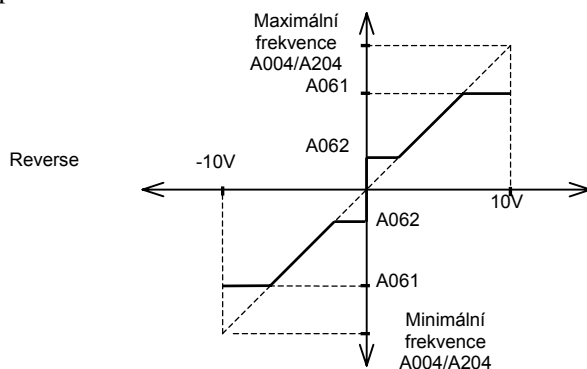 Maximální
frekvence
A004/A204
A061
A062
Reverse
-10V
10V
A062
A061
Minimální
frekvence
A004/A204